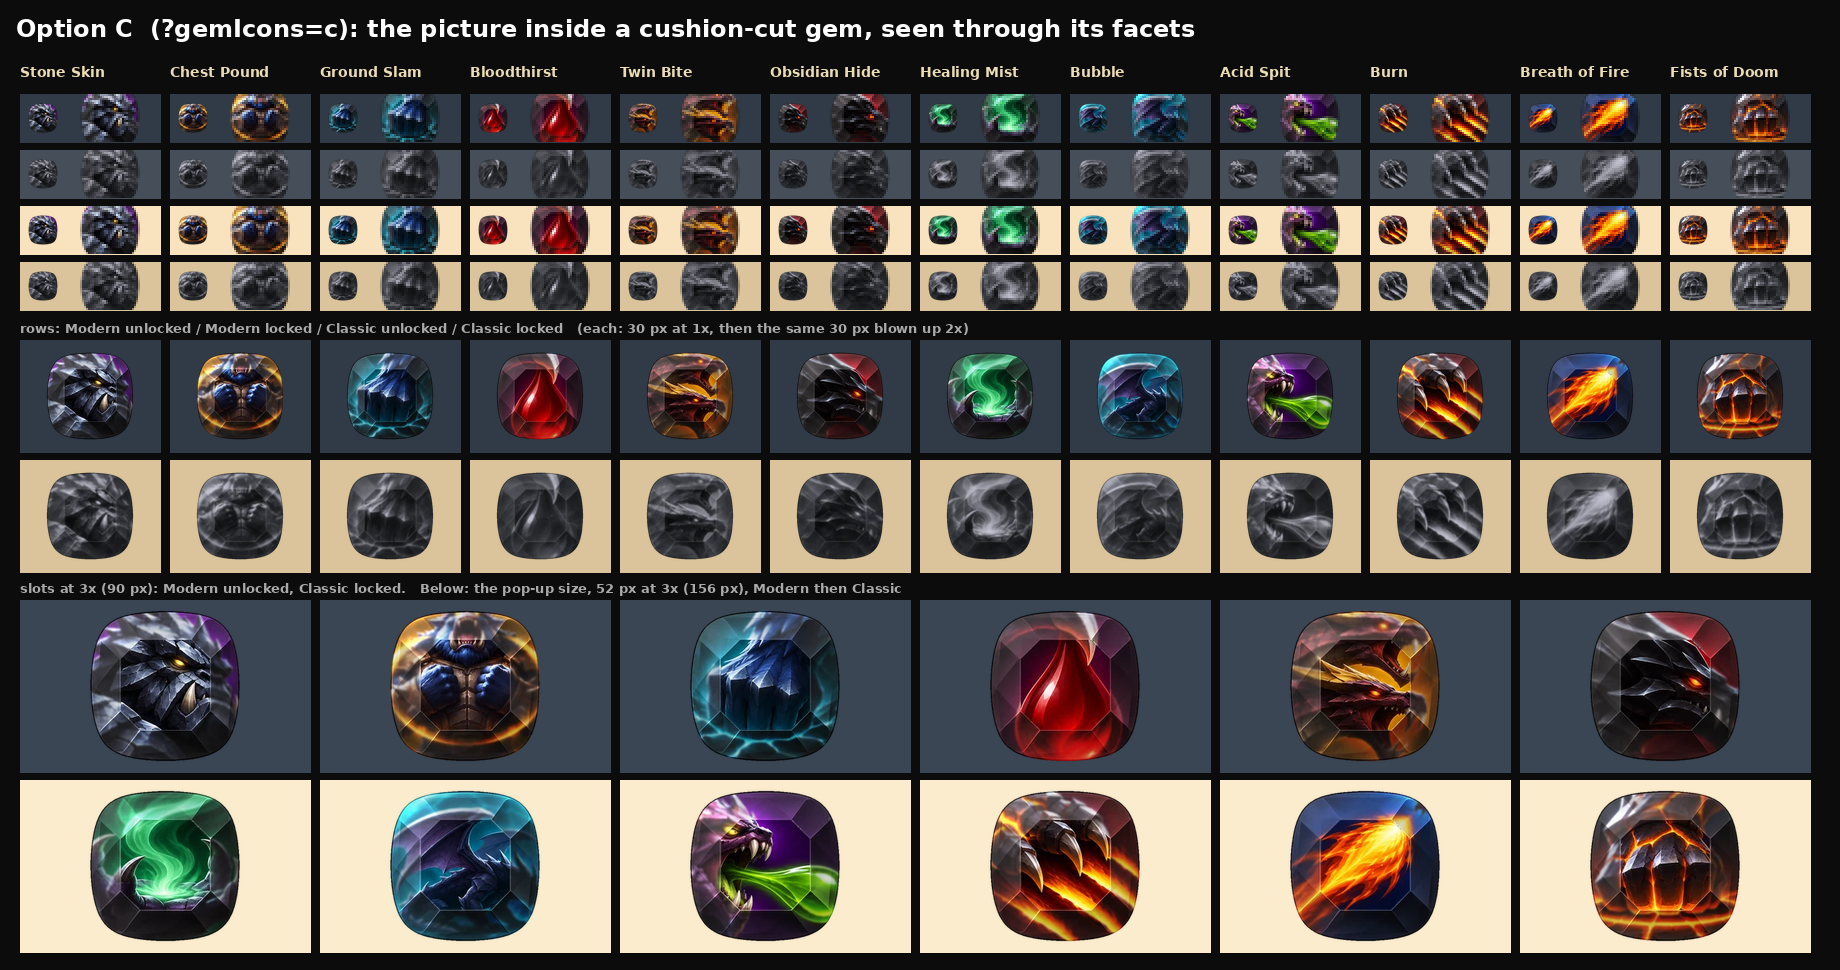 Option C  (?gemIcons=c): the picture inside a cushion-cut gem, seen through its facets
Stone Skin  Chest Pound  Ground Slam  Bloodthirst  Twin Bite  Obsidian Hide  Healing Mist  Bubble  Acid Spit  Burn  Breath of Fire  Fists of Doom
rows: Modern unlocked / Modern locked / Classic unlocked / Classic locked   (each: 30 px at 1x, then the same 30 px blown up 2x)
slots at 3x (90 px): Modern unlocked, Classic locked.   Below: the pop-up size, 52 px at 3x (156 px), Modern then Classic